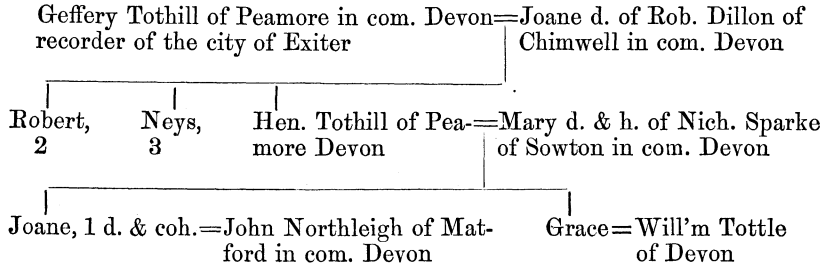 Geffery Tothill of Peamore in com. Devon=Joane d. of Rob. Dillon of
recorder of the city of Exiter Chimwell in com. Devon
Robert, Neys, Hen. Tothill of Pea-=Mary d. & h. of Nich. Sparke
2 3 more Devon of Sowton in com. Devon
Joane, 1 d. & coh.=John Northleigh of Mat- Grace=Will'm Tottle
ford in com. Devon of Devon